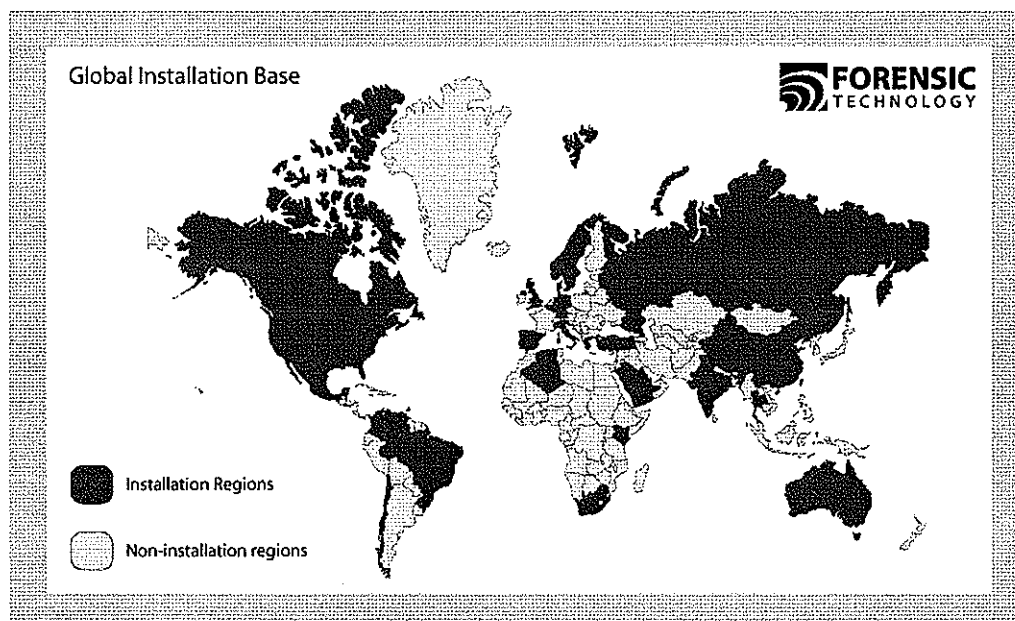 Global Installation Base
FORENSIC
TECHNOLOGY
Installation Regions
Non-installation regions